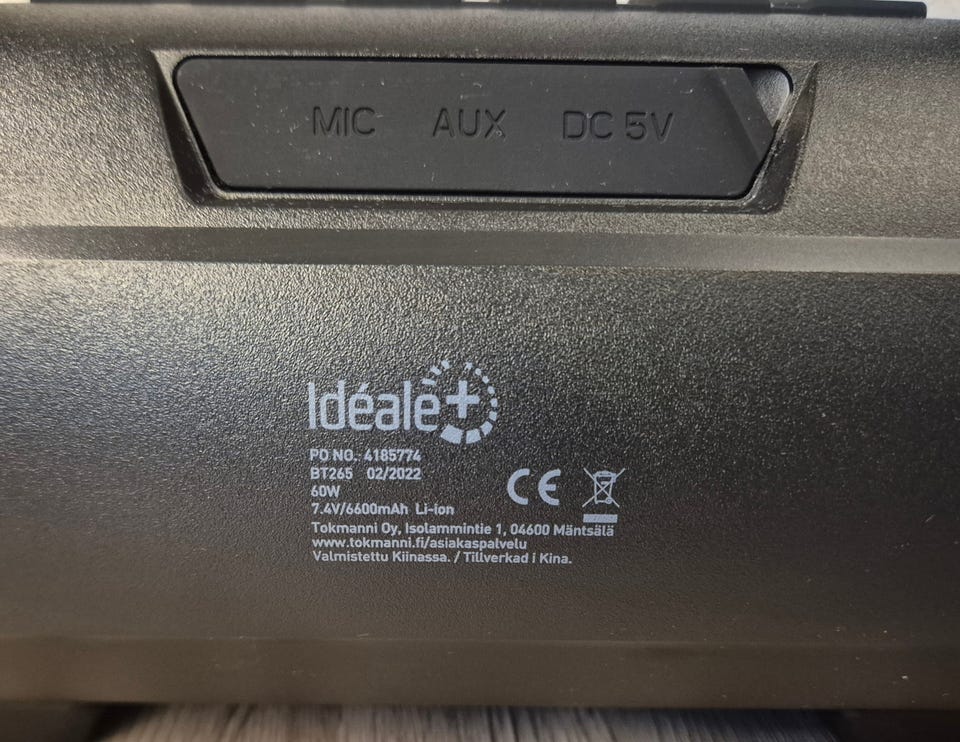 MIC AUX DC 5V
Idéale+
PO NO.: 4185774
BT265 02/2022
60W
7.4V/6600mAh Li-ion
CE
Tokmanni Oy, Isolammintie 1, 04600 Mäntsälä
www.tokmanni.fi/asiakaspalvelu
Valmistettu Kiinassa. / Tillverkad i Kina.